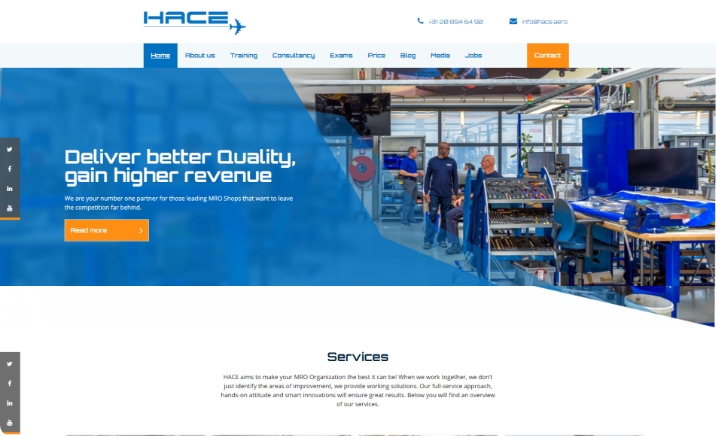 HACE
+31 20 894 64 90
info@hace.aero
Home About us Training Consultancy Exams Price Blog Media Jobs Contact
Deliver better Quality,
gain higher revenue
We are your number one partner for those leading MRO Shops that want to leave
the competition far behind.
Read more
Services
HACE aims to make your MRO Organization the best it can be! When we work together, we don't
just identify the areas of improvement, we provide working solutions. Our full-service approach,
hands-on attitude and smart innovations will ensure great results. Below you will find an overview
of our services.